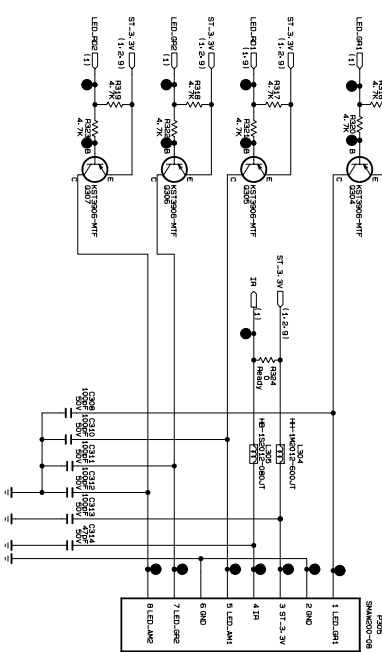 LED_RD2
(1)
ST_3.3V
(1,2,9)
R319
4.7K
R323
4.7K
B
E
C
KST3906-MTF
Q307
LED_GR2
(1)
ST_3.3V
(1,2,9)
R318
4.7K
R322
4.7K
B
E
C
KST3906-MTF
Q306
LED_RD1
(1,9)
ST_3.3V
(1,2,9)
R317
4.7K
R321
4.7K
B
E
C
KST3906-MTF
Q305
LED_GR1
(1)
4.7K
R320
4.7K
B
E
C
KST3906-MTF
Q304
IR
(1)
ST_3.3V
(1,2,9)
R324
0
Ready
L304
HH-1M2012-600JT
L305
HB-1S2012-080JT
C308
100pF
50V
C310
100pF
50V
C311
100pF
50V
C312
100pF
50V
C313
100pF
50V
C314
47pF
50V
P305
SMAW200-08
1 LED_GR1
2 GND
3 ST_3.3V
4 IR
5 LED_AM1
6 GND
7 LED_GR2
8 LED_AM2